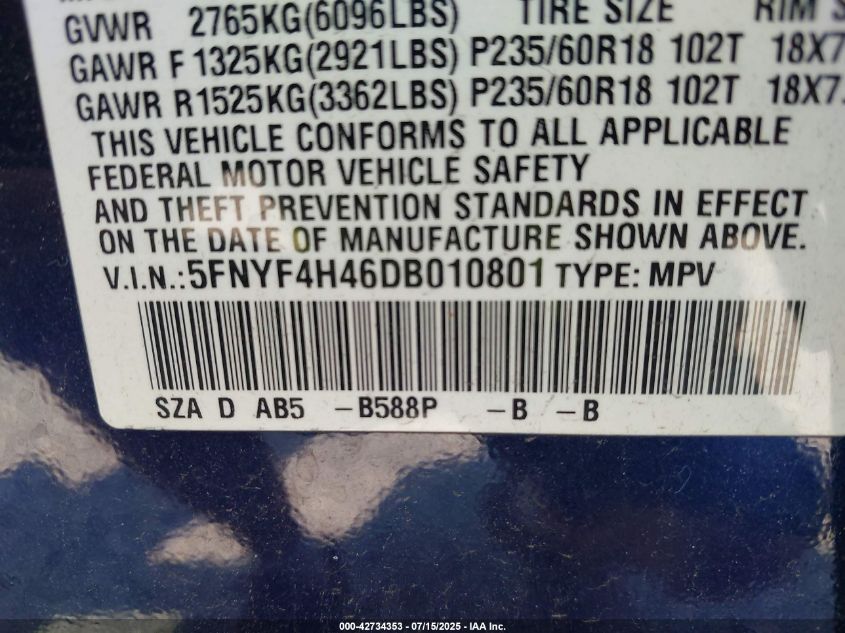 GVWR 2765KG(6096LBS) TIRE SIZE RIM S
GAWR F 1325KG(2921LBS) P235/60R18 102T 18X7
GAWR R1525KG(3362LBS) P235/60R18 102T 18X7.
THIS VEHICLE CONFORMS TO ALL APPLICABLE
FEDERAL MOTOR VEHICLE SAFETY
AND THEFT PREVENTION STANDARDS IN EFFECT
ON THE DATE OF MANUFACTURE SHOWN ABOVE.
V.I.N.:5FNYF4H46DB010801 TYPE: MPV
SZA D AB5 -B588P -B -B
000-42734353 - 07/15/2025 - IAA Inc.